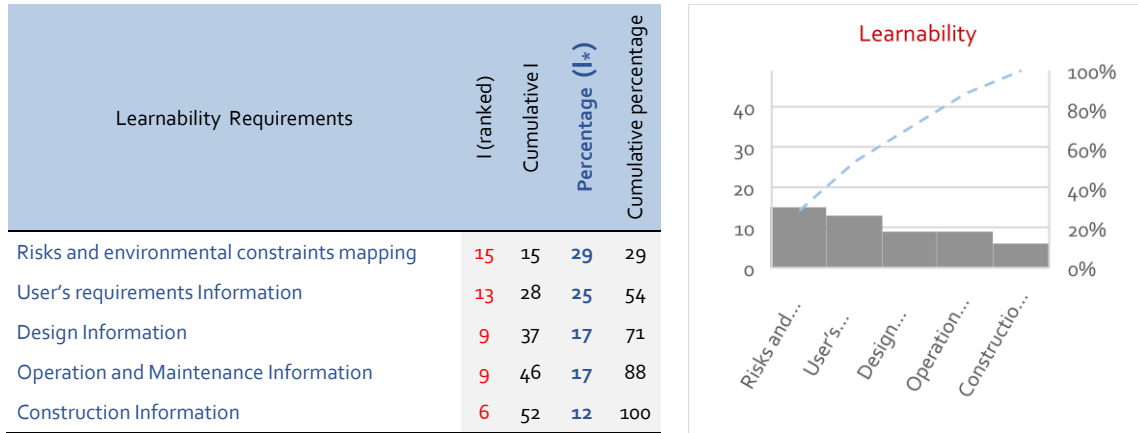 Learnability Requirements
I (ranked)
Cumulative I
Percentage (I*)
Cumulative percentage
Risks and environmental constraints mapping 15 15 29 29
User's requirements Information 13 28 25 54
Design Information 9 37 17 71
Operation and Maintenance Information 9 46 17 88
Construction Information 6 52 12 100
Learnability
40
30
20
10
0
100%
80%
60%
40%
20%
0%
Risks and...
User's...
Design...
Operation...
Constructio...